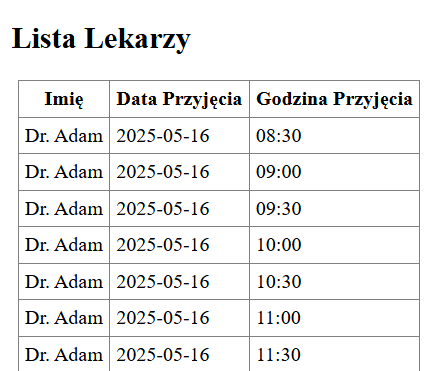 Lista Lekarzy
Imię Data Przyjęcia Godzina Przyjęcia
Dr. Adam 2025-05-16 08:30
Dr. Adam 2025-05-16 09:00
Dr. Adam 2025-05-16 09:30
Dr. Adam 2025-05-16 10:00
Dr. Adam 2025-05-16 10:30
Dr. Adam 2025-05-16 11:00
Dr. Adam 2025-05-16 11:30